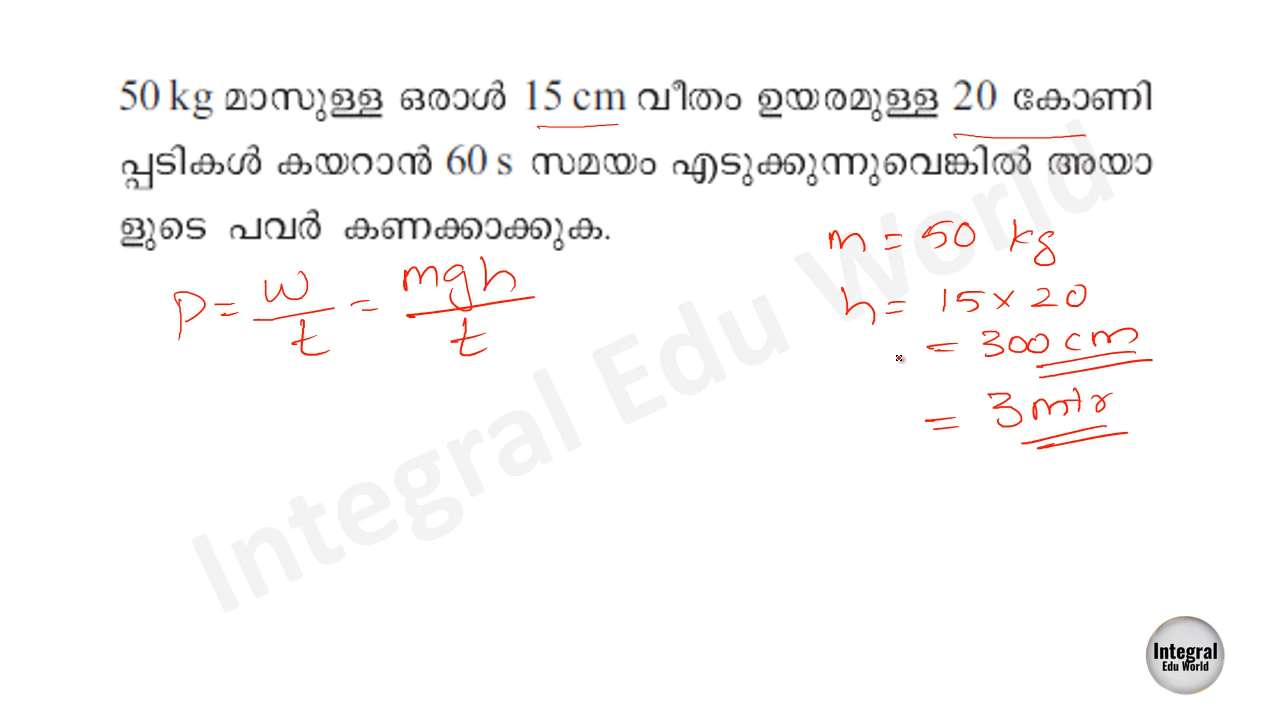 50 kg മാസുള്ള ഒരാൾ 15 cm വീതം ഉയരമുള്ള 20 കോണി
പ്പടികൾ കയറാൻ 60 s സമയം എടുക്കുന്നുവെങ്കിൽ അയാ
ളുടെ പവർ കണക്കാക്കുക.
P = w/t = mgh/t
m = 50 kg
h = 15 × 20
= 300 cm
= 3 mtr
Integral Edu World
Integral
Edu World